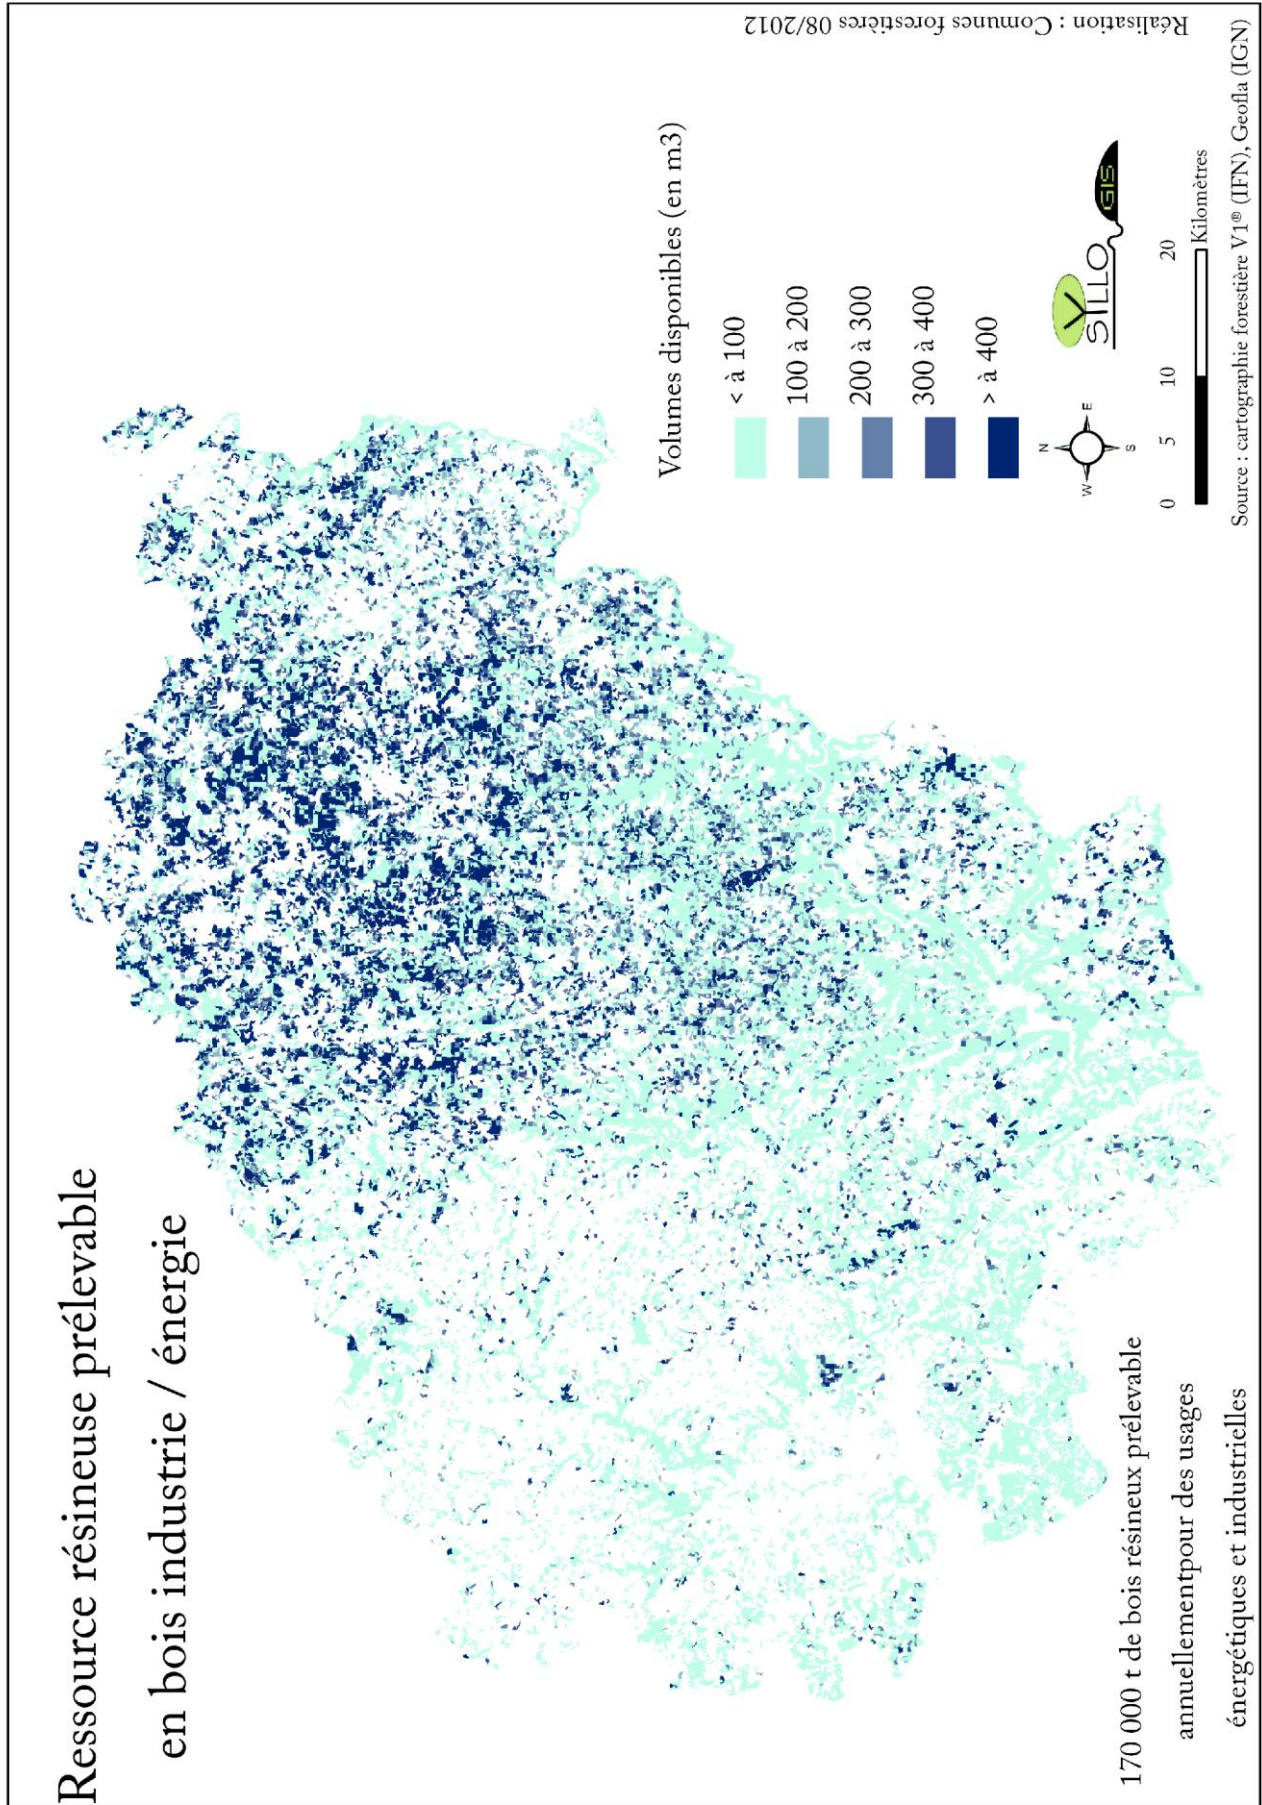 Ressource résineuse prélevable
en bois industrie / énergie
Volumes disponibles (en m3)
< à 100
100 à 200
200 à 300
300 à 400
> à 400
N
W
E
S
SYLLO
GIS
0
5
10
20
Kilomètres
170 000 t de bois résineux prélevable
annuellementpour des usages
énergétiques et industrielles
Source : cartographie forestière V1® (IFN), Geofla (IGN)
Réalisation : Comunes forestières 08/2012